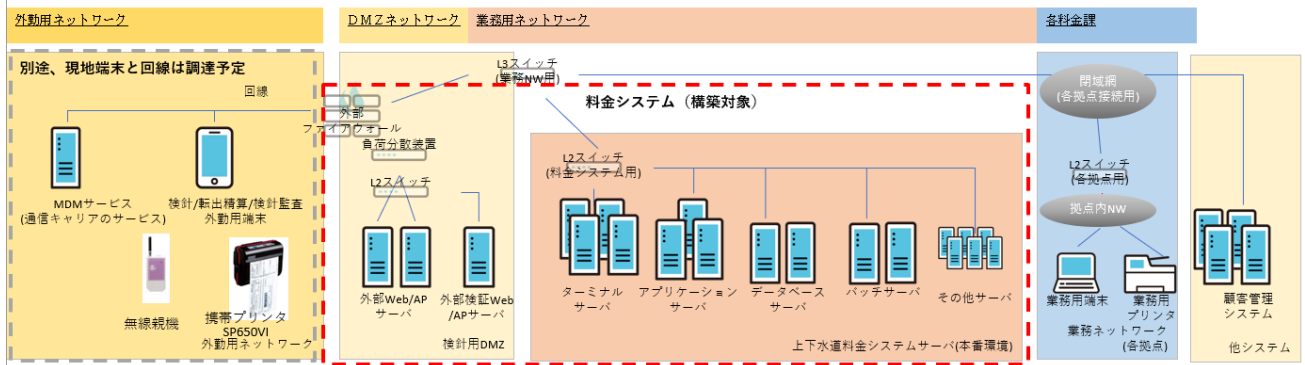 外勤用ネットワーク
DMZネットワーク
業務用ネットワーク
各料金課
別途、現地端末と回線は調達予定
回線
MDMサービス
(通信キャリアのサービス)
検針/転出精算/検針監査
外勤用端末
無線親機
携帯プリンタ
SP650VI
外勤用ネットワーク
L3スイッチ
(業務NW用)
外部
ファイアウォール
負荷分散装置
L2スイッチ
外部Web/AP
サーバ
外部検証Web
/APサーバ
検針用DMZ
料金システム（構築対象）
L2スイッチ
(料金システム用)
ターミナル
サーバ
アプリケーション
サーバ
データベース
サーバ
バッチサーバ
その他サーバ
上下水道料金システムサーバ(本番環境)
閉域網
(各拠点接続用)
L2スイッチ
(各拠点用)
拠点内NW
業務用端末
業務用
プリンタ
業務ネットワーク
(各拠点)
顧客管理
システム
他システム